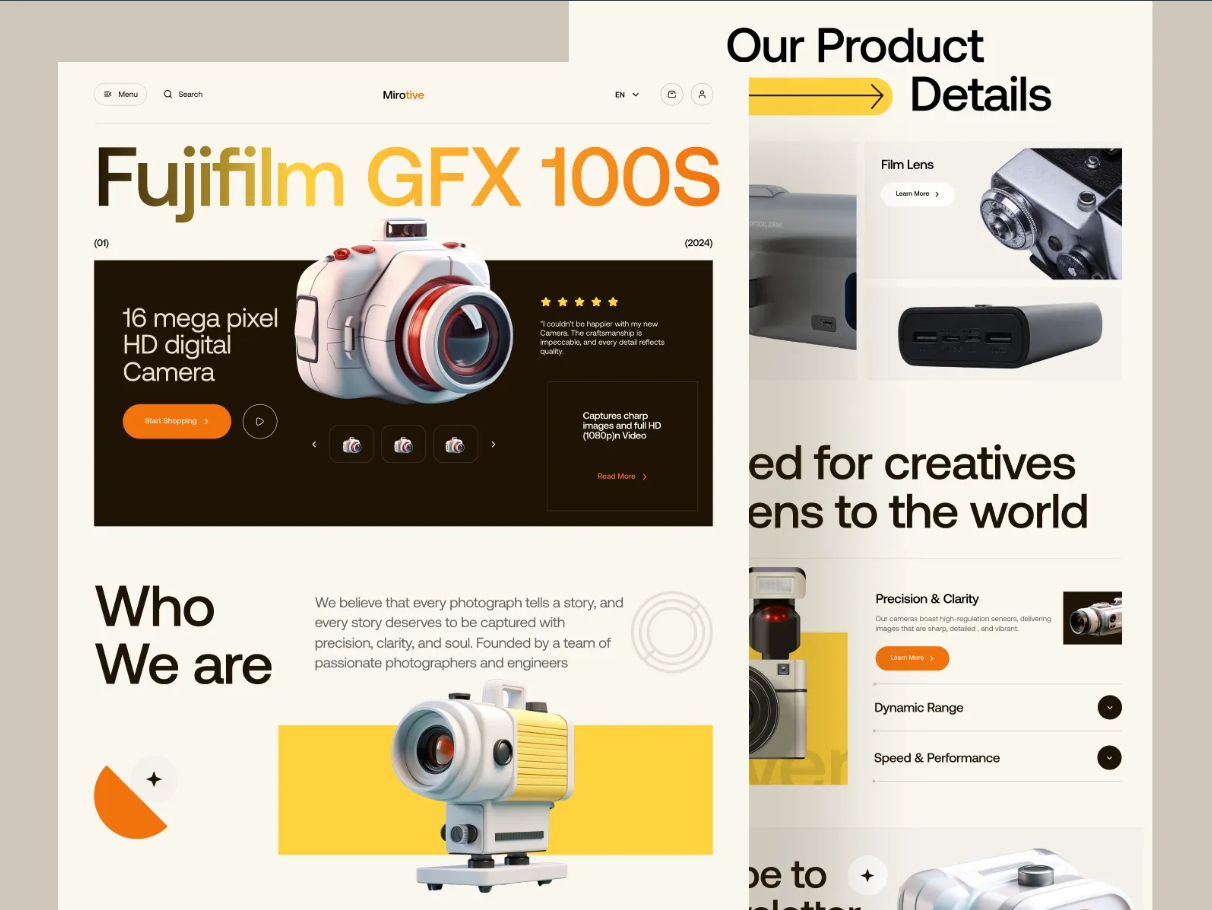 Menu
Search
Mirotive
EN
Fujifilm GFX 100S
(01)
(2024)
16 mega pixel
HD digital
Camera
Start Shopping
"I couldn't be happier with my new
Camera. The craftsmanship is
impeccable, and every detail reflects
quality.
Captures charp
images and full HD
(1080p)n Video
Read More
Who
We are
We believe that every photograph tells a story, and
every story deserves to be captured with
precision, clarity, and soul. Founded by a team of
passionate photographers and engineers
Our Product
Details
Film Lens
Learn More
ed for creatives
ens to the world
Precision & Clarity
Our cameras boast high-regulation sensors, delivering
images that are sharp, detailed , and vibrant.
Learn More
Dynamic Range
Speed & Performance
ver
be to
sletter